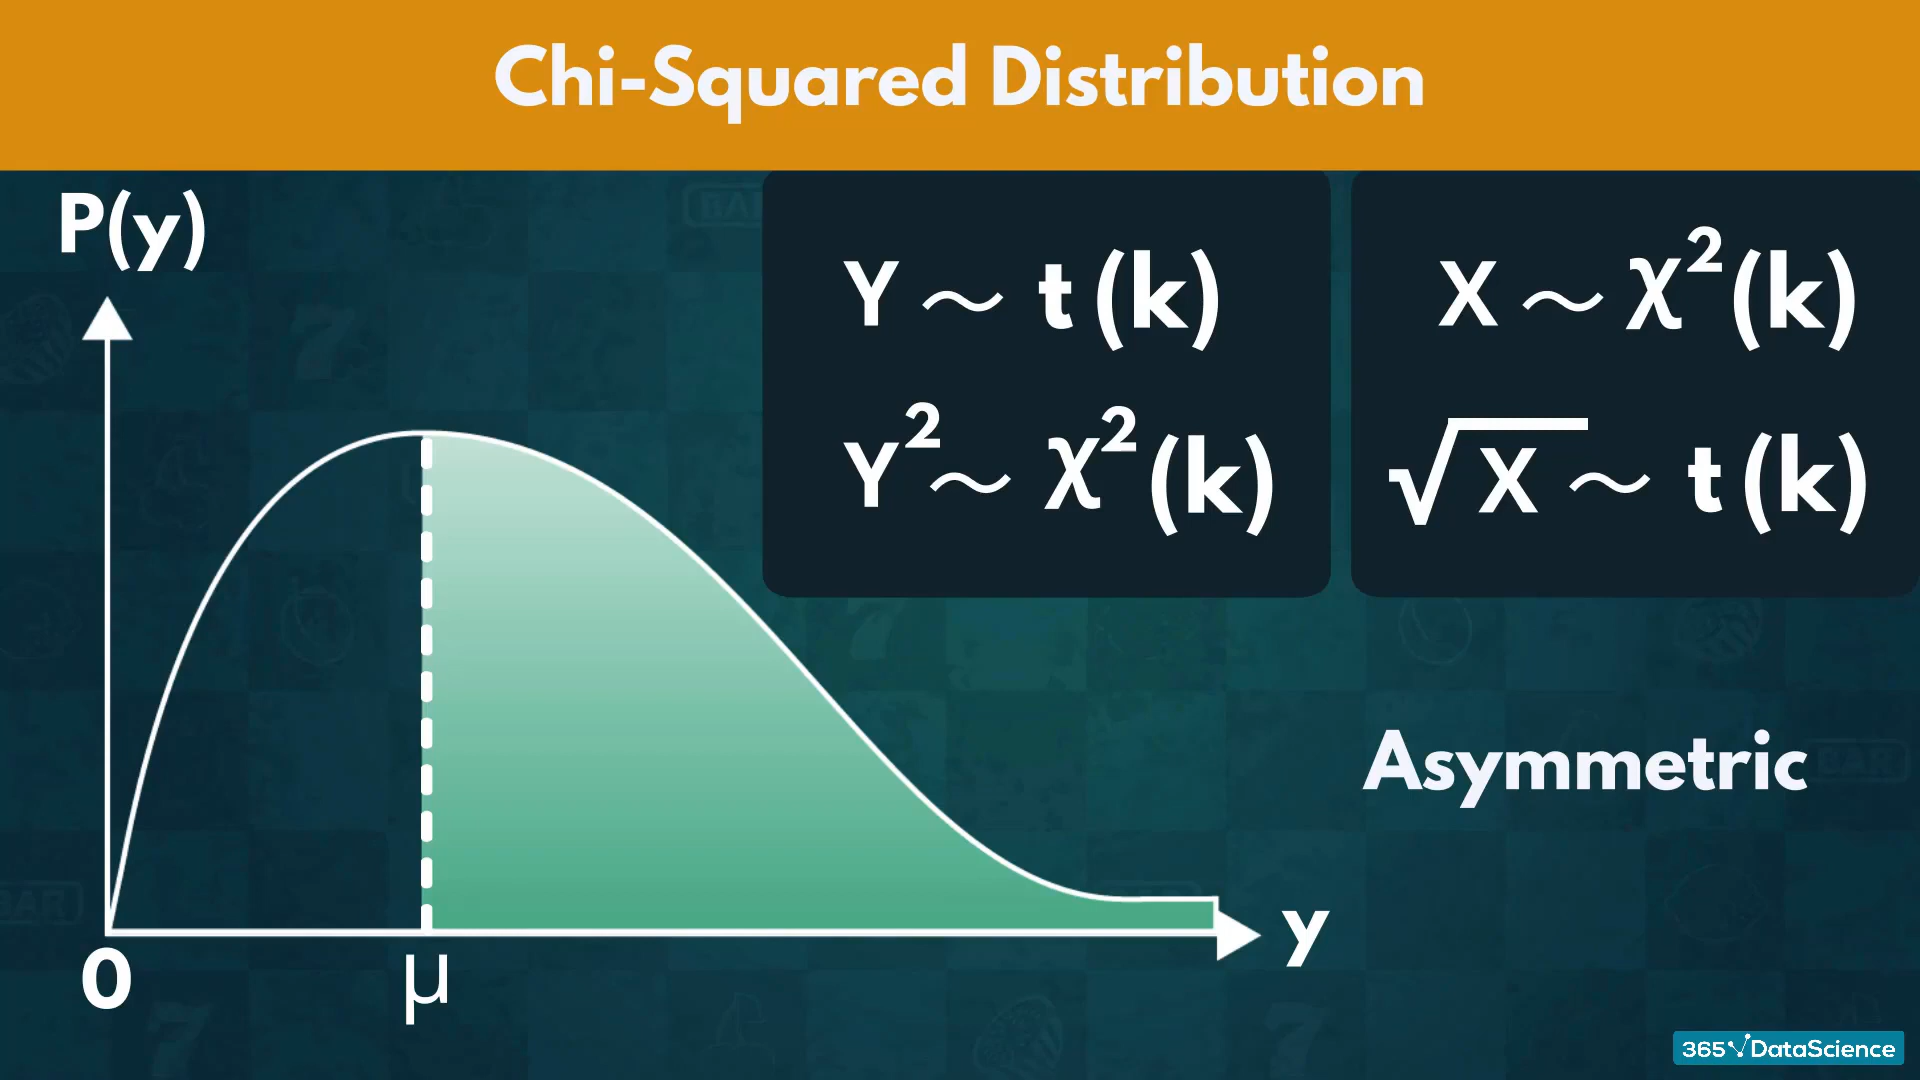 Chi-Squared Distribution
P(y)
Y ~ t (k)
Y² ~ χ² (k)
X ~ χ² (k)
√X ~ t (k)
Asymmetric
y
0
μ
365 DataScience